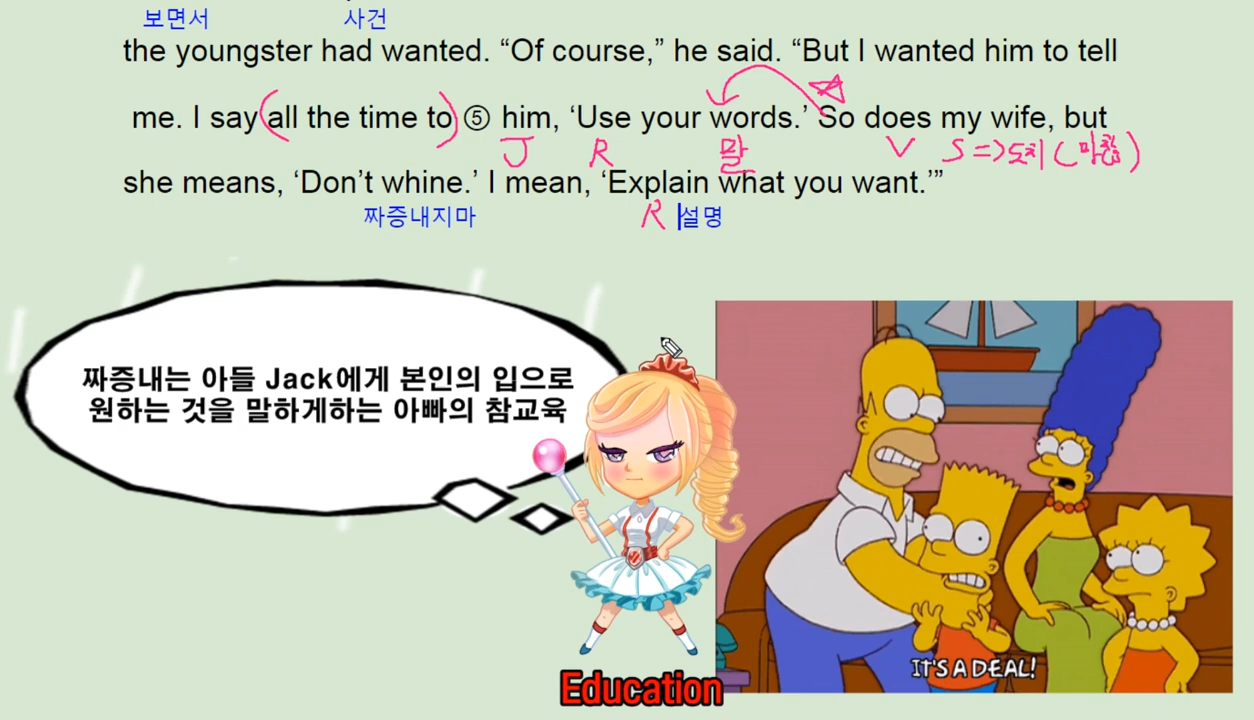 보면서 사건
the youngster had wanted. “Of course,” he said. “But I wanted him to tell
me. I say (all the time to) ⑤ him, ‘Use your words.’ So does my wife, but
J R 말 V S => 도치 (마찬)
she means, ‘Don’t whine.’ I mean, ‘Explain what you want.’”
짜증내지마 R 설명
짜증내는 아들 Jack에게 본인의 입으로
원하는 것을 말하게하는 아빠의 참교육
IT'S A DEAL!
Education